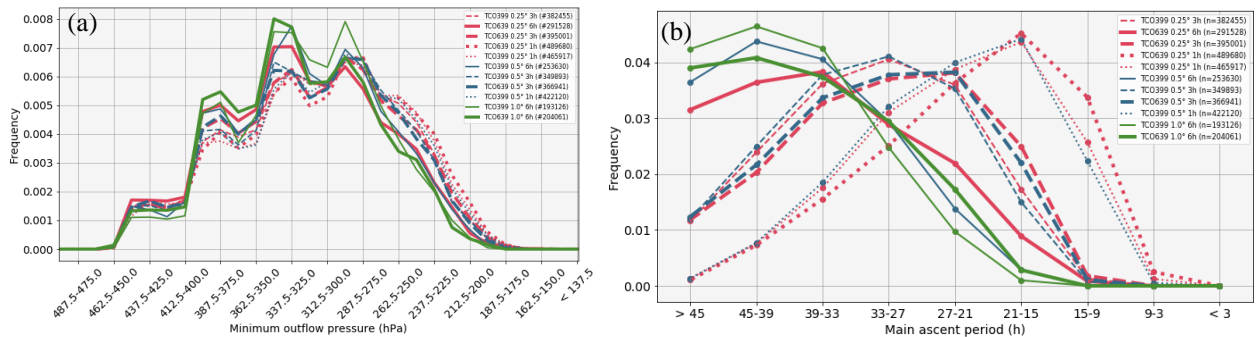 (a)
TCO399 0.25° 3h (#382455)
TCO639 0.25° 6h (#291528)
TCO639 0.25° 3h (#395001)
TCO639 0.25° 1h (#489680)
TCO399 0.25° 1h (#465917)
TCO399 0.5° 6h (#253630)
TCO399 0.5° 3h (#349893)
TCO639 0.5° 3h (#366941)
TCO639 0.5° 1h (#422120)
TCO399 1.0° 6h (#193126)
TCO639 1.0° 6h (#204061)
Frequency
0.008
0.007
0.006
0.005
0.004
0.003
0.002
0.001
0.000
487.5-475.0
462.5-450.0
437.5-425.0
412.5-400.0
387.5-375.0
362.5-350.0
337.5-325.0
312.5-300.0
287.5-275.0
262.5-250.0
237.5-225.0
212.5-200.0
187.5-175.0
162.5-150.0
< 137.5
Minimum outflow pressure (hPa)
(b)
TCO399 0.25° 3h (n=382455)
TCO639 0.25° 6h (n=291528)
TCO639 0.25° 3h (n=395001)
TCO639 0.25° 1h (n=489680)
TCO399 0.25° 1h (n=465917)
TCO399 0.5° 6h (n=253630)
TCO399 0.5° 3h (n=349893)
TCO639 0.5° 3h (n=366941)
TCO639 0.5° 1h (n=422120)
TCO399 1.0° 6h (n=193126)
TCO639 1.0° 6h (n=204061)
Frequency
0.04
0.03
0.02
0.01
0.00
> 45
45-39
39-33
33-27
27-21
21-15
15-9
9-3
< 3
Main ascent period (h)